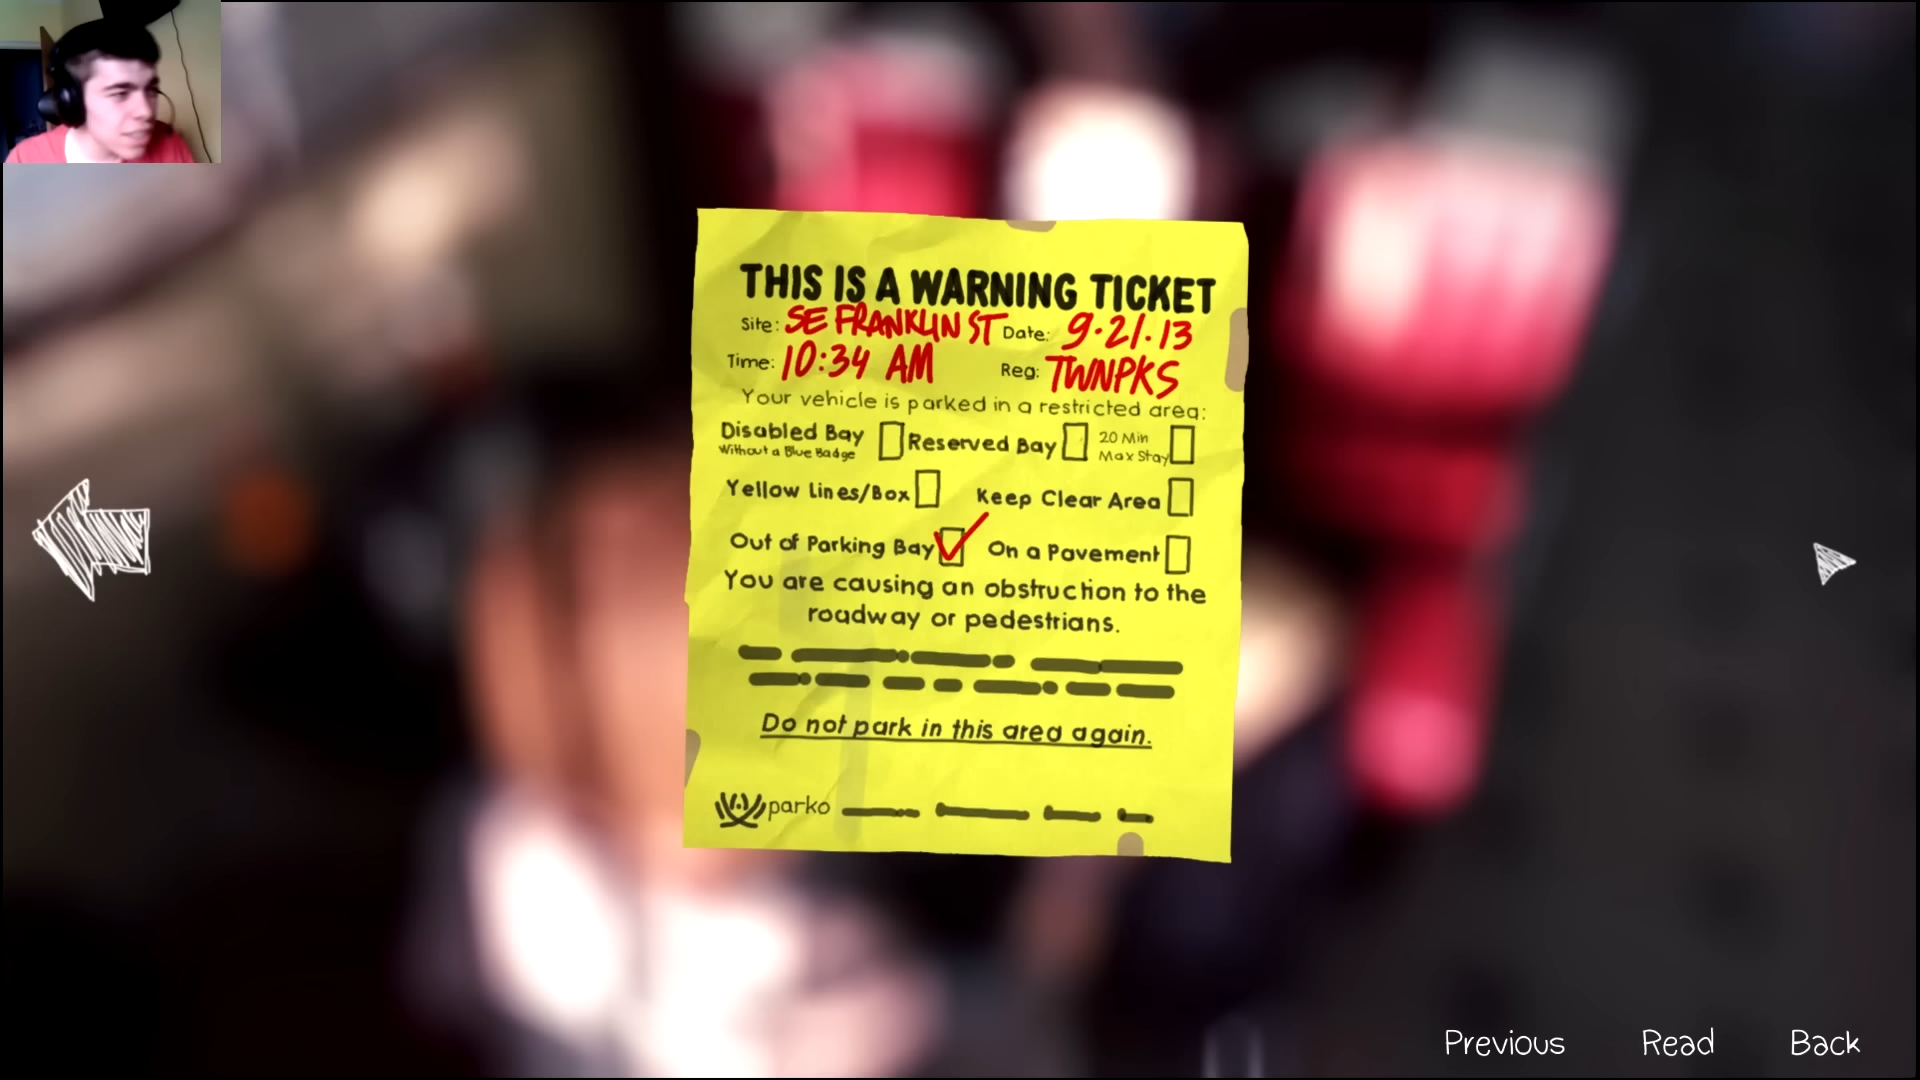 THIS IS A WARNING TICKET
Site: SE FRANKLIN ST Date: 9.21.13
Time: 10:34 AM Reg: TWNPKS
Your vehicle is parked in a restricted area:
Disabled Bay Reserved Bay 20 Min
Without a Blue Badge Max Stay
Yellow Lines/Box Keep Clear Area
Out of Parking Bay On a Pavement
You are causing an obstruction to the
roadway or pedestrians.
Do not park in this area again.
parko
Previous Read Back